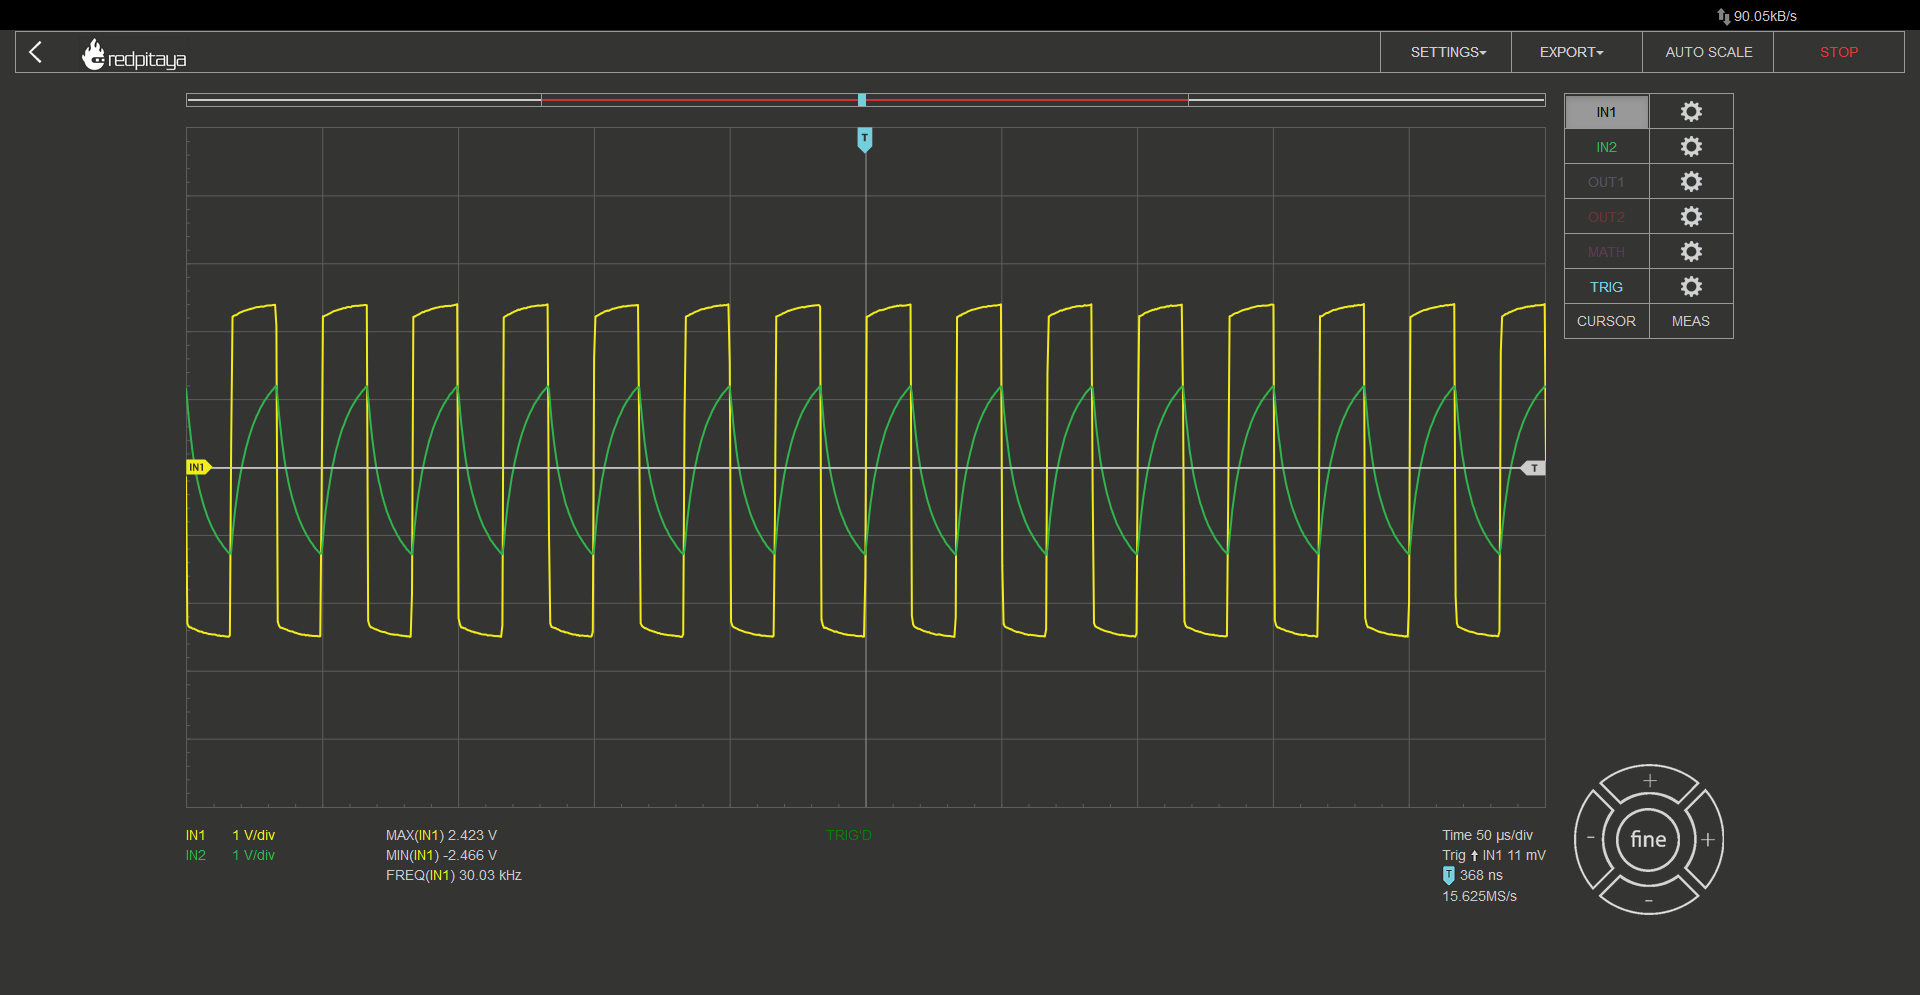 90.05kB/s
redpitaya SETTINGS EXPORT AUTO SCALE STOP
T
IN1
IN2
OUT1
OUT2
MATH
TRIG
CURSOR MEAS
IN1 T
+
- fine +
-
IN1 1 V/div
IN2 1 V/div
MAX(IN1) 2.423 V
MIN(IN1) -2.466 V
FREQ(IN1) 30.03 kHz
TRIG'D
Time 50 µs/div
Trig IN1 11 mV
T 368 ns
15.625MS/s